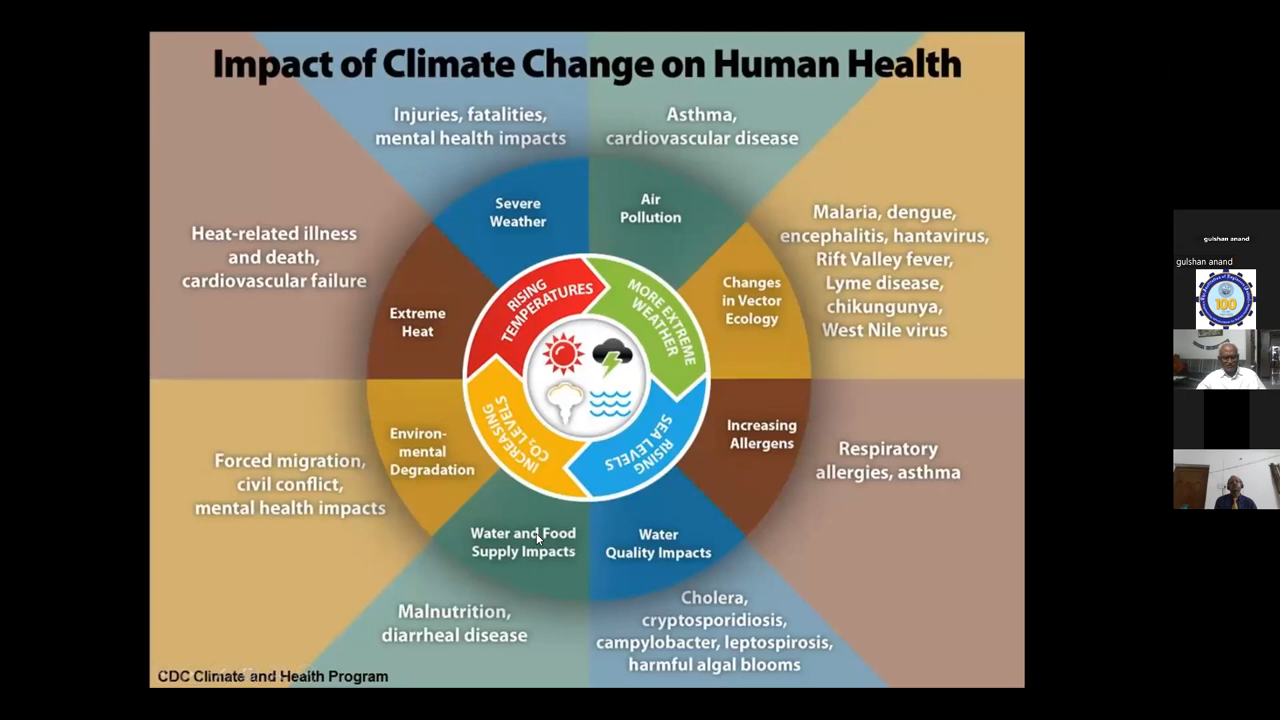 Impact of Climate Change on Human Health
Injuries, fatalities,
mental health impacts
Asthma,
cardiovascular disease
Severe
Weather
Air
Pollution
Heat-related illness
and death,
cardiovascular failure
Extreme
Heat
Changes
in Vector
Ecology
Malaria, dengue,
encephalitis, hantavirus,
Rift Valley fever,
Lyme disease,
chikungunya,
West Nile virus
RISING
TEMPERATURES
MORE EXTREME
WEATHER
INCREASING
CO₂ LEVELS
RISING
SEA LEVELS
Environ-
mental
Degradation
Increasing
Allergens
Forced migration,
civil conflict,
mental health impacts
Respiratory
allergies, asthma
Water and Food
Supply Impacts
Water
Quality Impacts
Malnutrition,
diarrheal disease
Cholera,
cryptosporidiosis,
campylobacter, leptospirosis,
harmful algal blooms
CDC Climate and Health Program
gulshan anand
gulshan anand
100